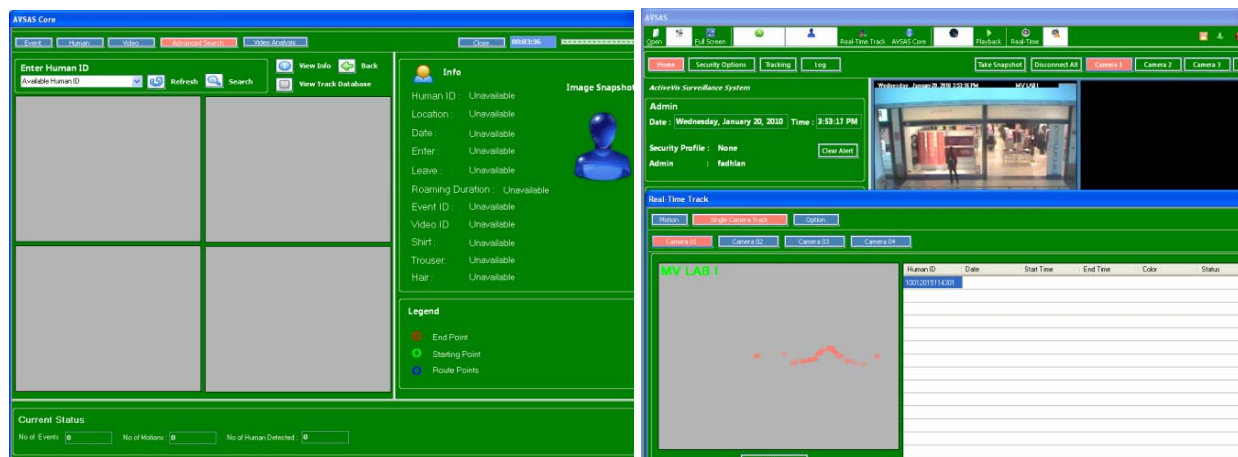 AVSAS Core
Event Human Video Advanced Search Video Analysis Close 00:03:36
Enter Human ID
Available Human ID Refresh Search
View Info Back
View Track Database
Info
Image Snapshot
Human ID : Unavailable
Location : Unavailable
Date : Unavailable
Enter : Unavailable
Leave : Unavailable
Roaming Duration : Unavailable
Event ID : Unavailable
Video ID Unavailable
Shirt : Unavailable
Trouser: Unavailable
Hair : Unavailable
Legend
End Point
Starting Point
Route Points
Current Status
No of Events 0 No of Motions : 0 No of Human Detected : 0
AVSAS
Open Full Screen Real-Time Track AVSAS Core Playback Real-Time
Home Security Options Tracking Log Take Snapshot Disconnect All Camera 1 Camera 2 Camera 3
ActiveVis Surveillance System
Wednesday, January 20, 2010 3:53:16 PM MV LAB I
Admin
Date : Wednesday, January 20, 2010 Time : 3:53:17 PM
Security Profile : None Clear Alert
Admin : fadhlan
Real-Time Track
Motion Single Camera Track Option
Camera 01 Camera 02 Camera 03 Camera 04
MV LAB I
Human ID Date Start Time End Time Color Status
10012015114301